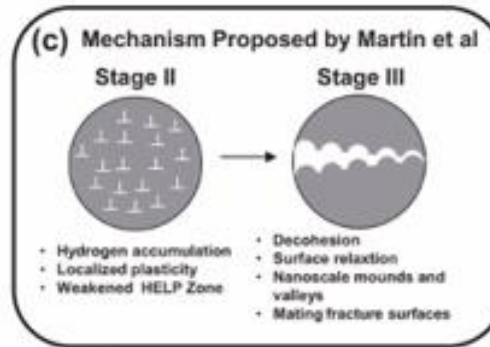 (c) Mechanism Proposed by Martin et al
Stage II
Stage III
• Hydrogen accumulation
• Localized plasticity
• Weakened HELP Zone
• Decohesion
• Surface relaxtion
• Nanoscale mounds and
valleys
• Mating fracture surfaces